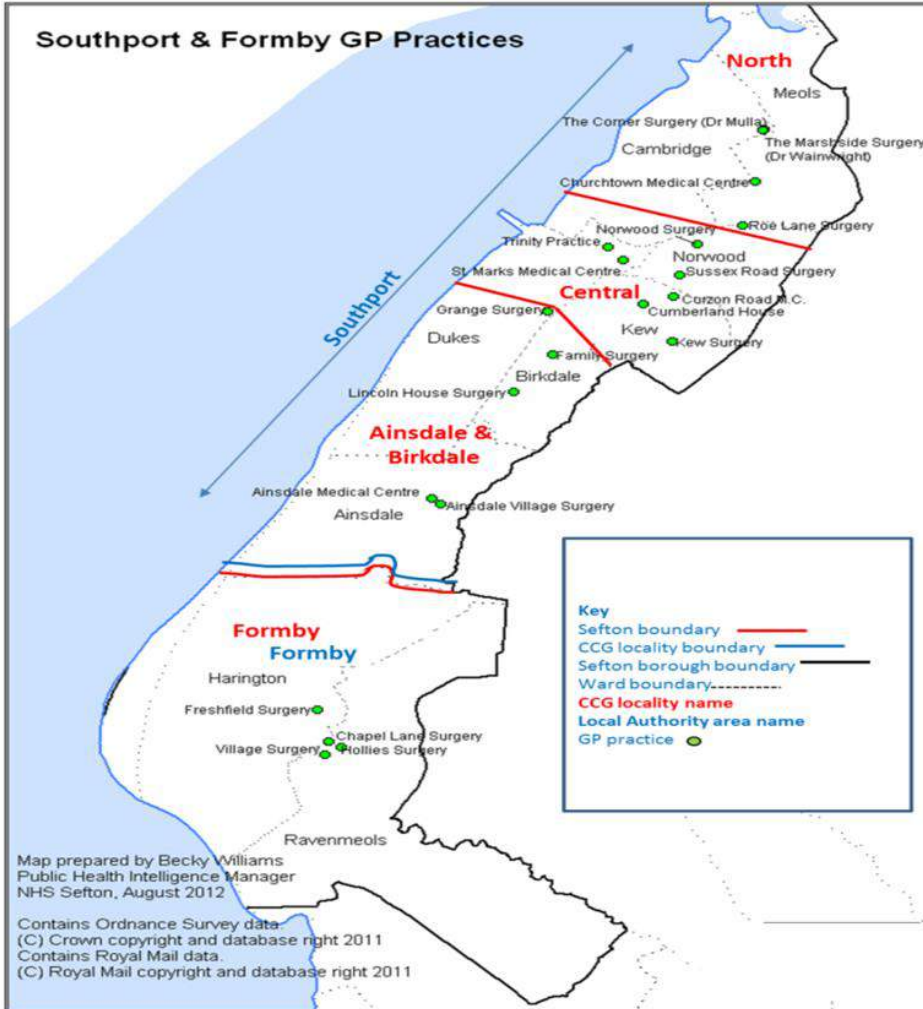 Southport & Formby GP Practices
North
Meols
The Corner Surgery (Dr Mulla)
The Marshside Surgery
(Dr Wainwright)
Cambridge
Churchtown Medical Centre
Roe Lane Surgery
Norwood Surgery
Trinity Practice
Norwood
St. Marks Medical Centre
Sussex Road Surgery
Central
Curzon Road M.C.
Cumberland House
Southport
Grange Surgery
Kew
Dukes
Kew Surgery
Family Surgery
Birkdale
Lincoln House Surgery
Ainsdale &
Birkdale
Ainsdale Medical Centre
Ainsdale Village Surgery
Ainsdale
Formby
Formby
Harington
Freshfield Surgery
Chapel Lane Surgery
Village Surgery
Hollies Surgery
Ravenmeols
Key
Sefton boundary
CCG locality boundary
Sefton borough boundary
Ward boundary
CCG locality name
Local Authority area name
GP practice
Map prepared by Becky Williams
Public Health Intelligence Manager
NHS Sefton, August 2012
Contains Ordnance Survey data.
(C) Crown copyright and database right 2011
Contains Royal Mail data.
(C) Royal Mail copyright and database right 2011